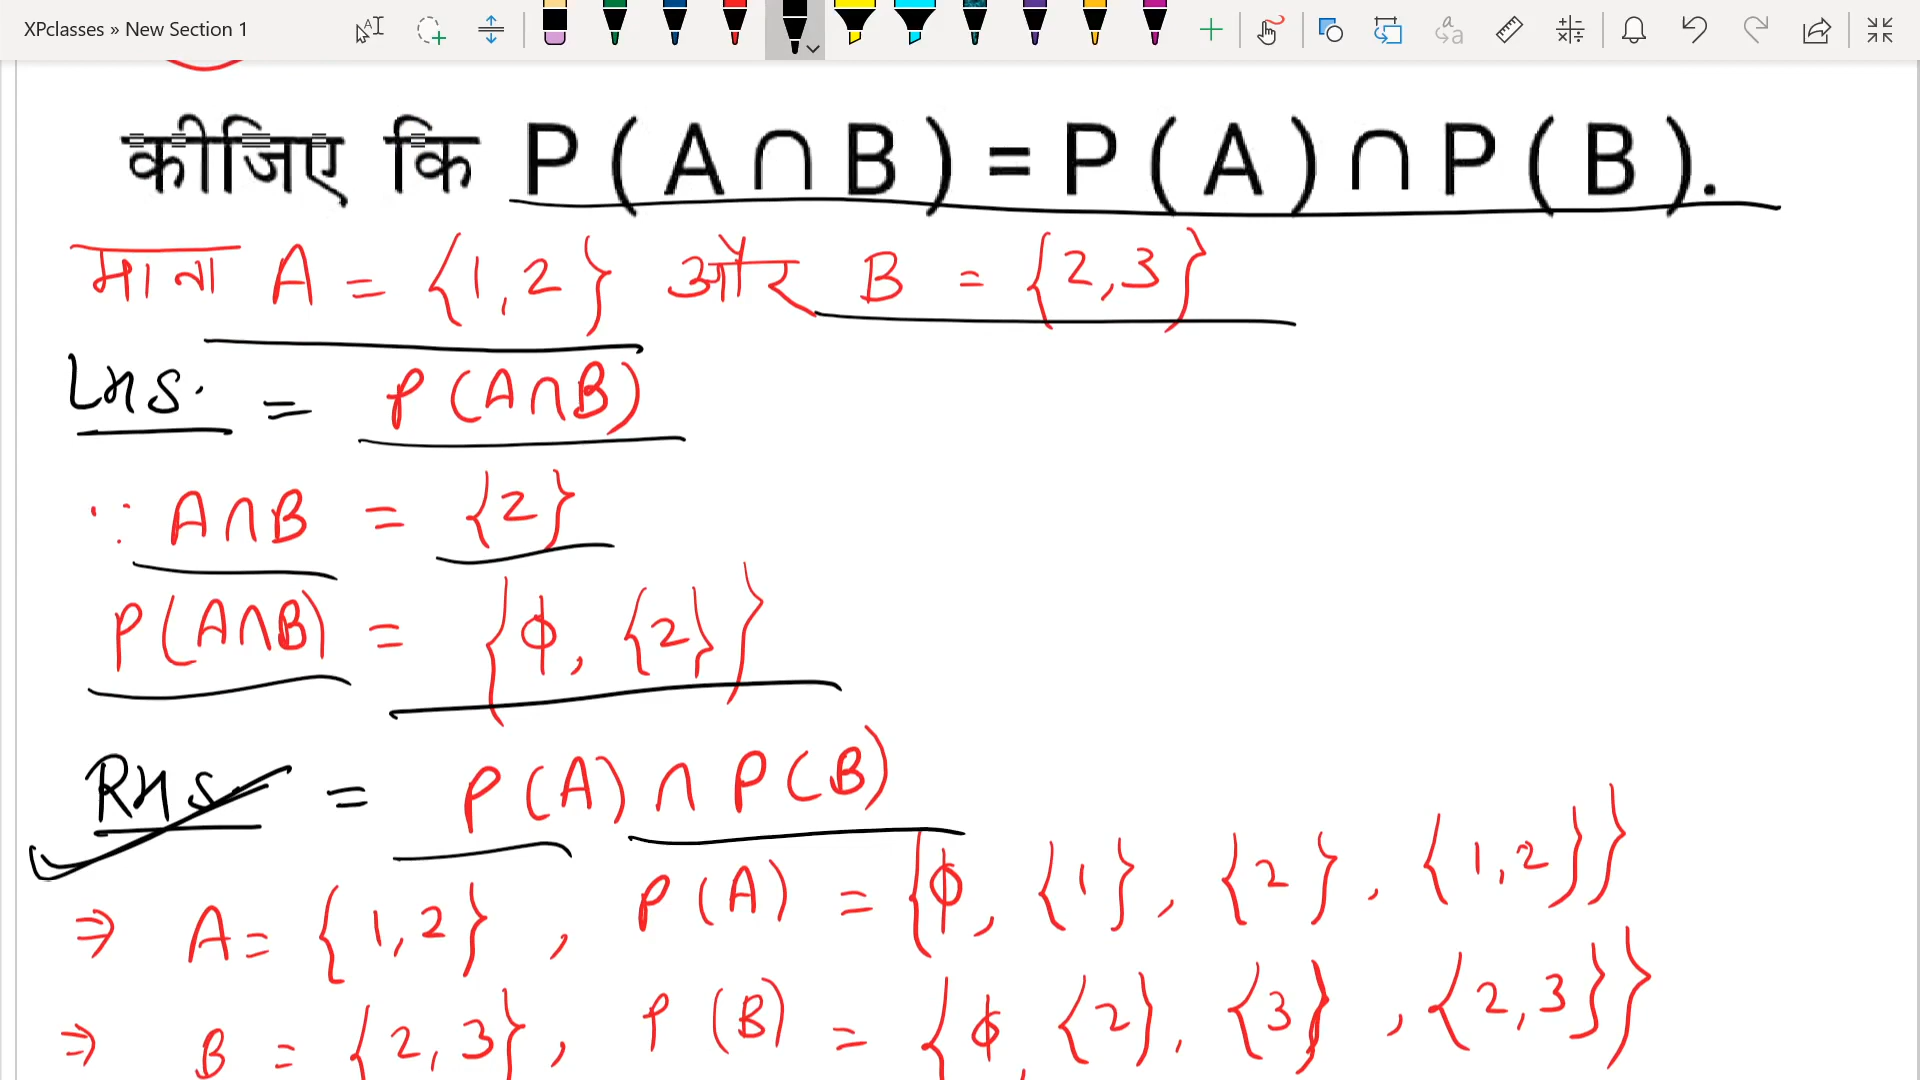 XPclasses » New Section 1
कीजिए कि P(A∩B)=P(A)∩P(B).
माना A = {1,2} और B = {2,3}
LHS. = P(A∩B)
∵ A∩B = {2}
P(A∩B) = {ϕ, {2}}
RHS = P(A)∩P(B)
⇒ A= {1,2}, P(A) = {ϕ, {1}, {2}, {1,2}}
⇒ B = {2,3}, P(B) = {ϕ, {2}, {3}, {2,3}}